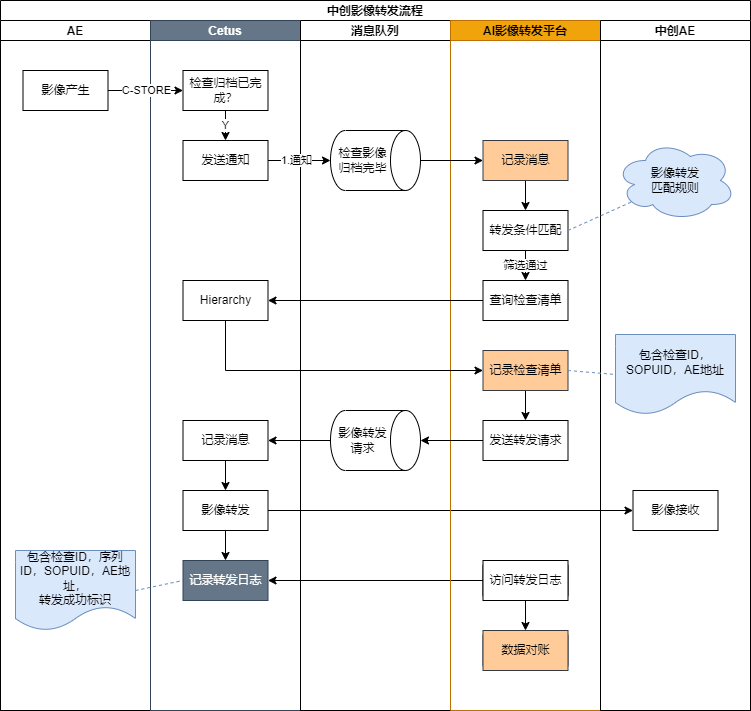 中创影像转发流程
AE
Cetus
消息队列
AI影像转发平台
中创AE
影像产生
C-STORE
检查归档已完
成？
Y
发送通知
1.通知
检查影像
归档完毕
记录消息
影像转发
匹配规则
转发条件匹配
筛选通过
Hierarchy
查询检查清单
记录检查清单
包含检查ID，
SOPUID，AE地址
记录消息
影像转发
请求
发送转发请求
影像转发
影像接收
包含检查ID，序列
ID，SOPUID，AE地
址，
转发成功标识
记录转发日志
访问转发日志
数据对账